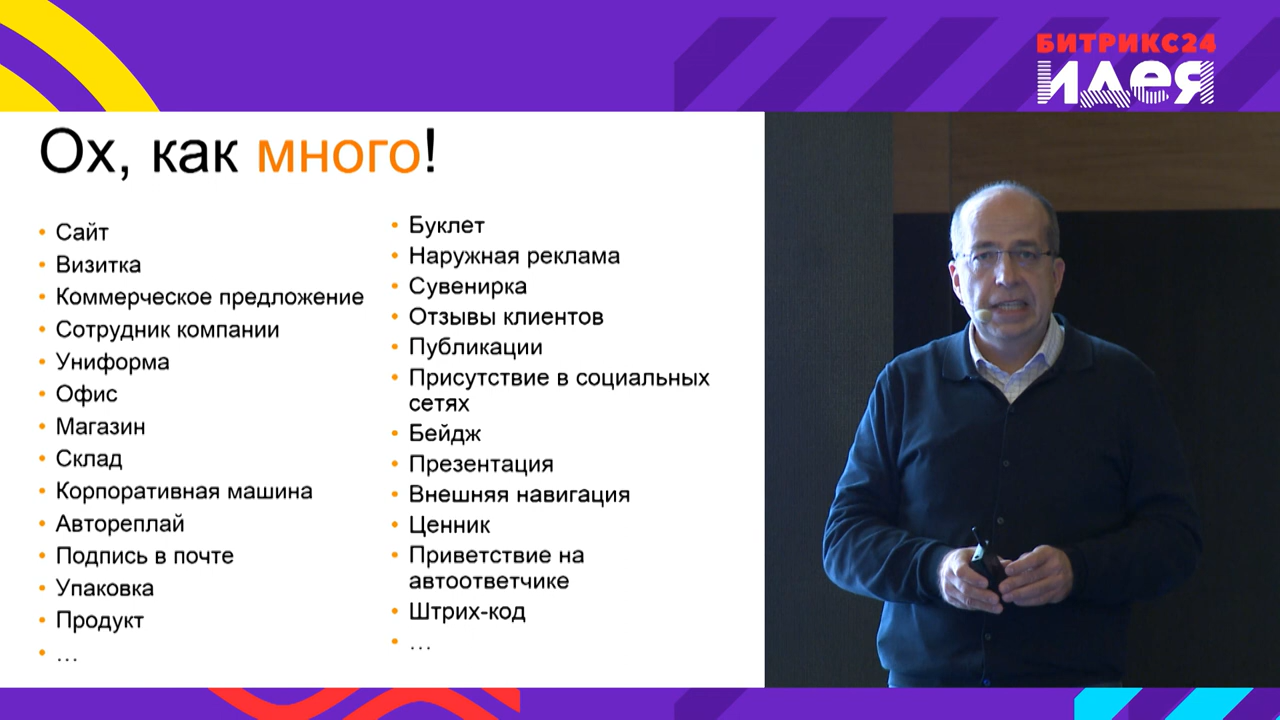 БИТРИКС24
ИДЕЯ
Ох, как много!
• Сайт
• Визитка
• Коммерческое предложение
• Сотрудник компании
• Униформа
• Офис
• Магазин
• Склад
• Корпоративная машина
• Автореплай
• Подпись в почте
• Упаковка
• Продукт
• …
• Буклет
• Наружная реклама
• Сувенирка
• Отзывы клиентов
• Публикации
• Присутствие в социальных
сетях
• Бейдж
• Презентация
• Внешняя навигация
• Ценник
• Приветствие на
автоответчике
• Штрих-код
• …